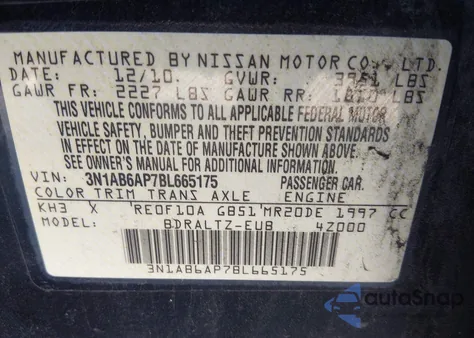 MANUFACTURED BY NISSAN MOTOR CO., LTD.
DATE: 12/10. GVWR: LBS
GAWR FR: 2227 LBS GAWR RR: LBS
THIS VEHICLE CONFORMS TO ALL APPLICABLE FEDERAL MOTOR
VEHICLE SAFETY, BUMPER AND THEFT PREVENTION STANDARDS
IN EFFECT ON THE DATE OF MANUFACTURE SHOWN ABOVE.
SEE OWNER'S MANUAL FOR ADDITIONAL INFORMATION.
VIN: 3N1AB6AP7BL665175 PASSENGER CAR.
COLOR TRIM TRANS AXLE ENGINE
KH3 X RE0F10A GB51 MR20DE 1997 CC
MODEL: BDRALTZ-EUB 4Z000
3N1AB6AP7BL665175
autoSnap